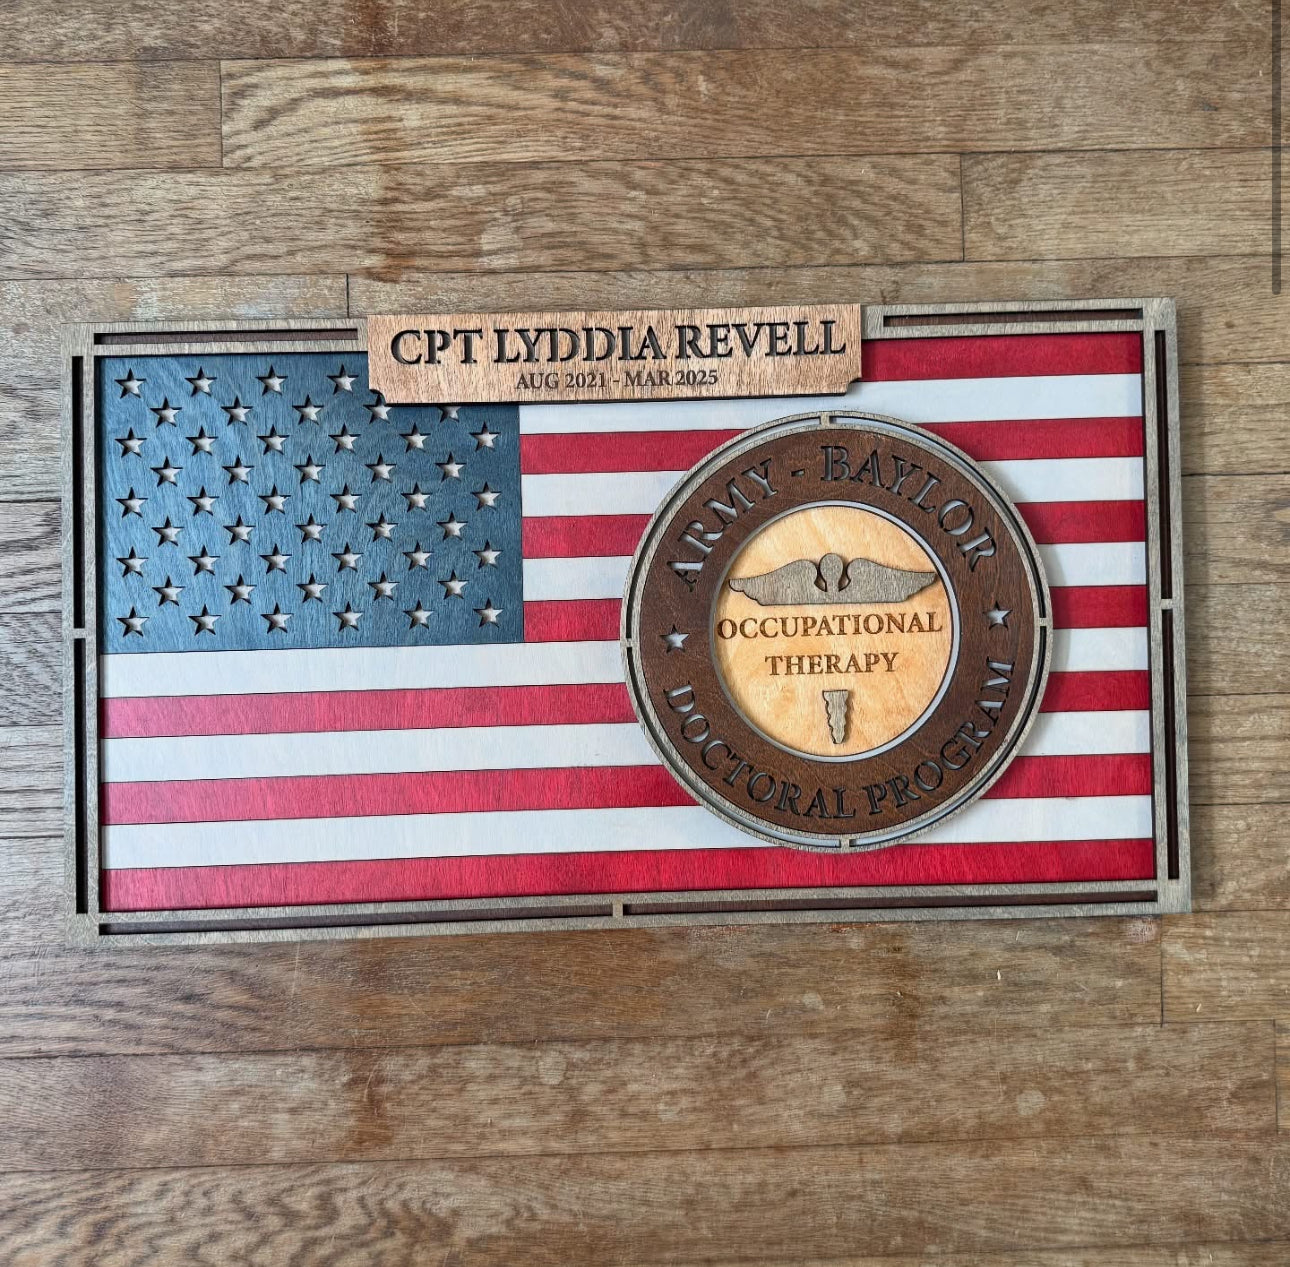 CPT LYDDIA REVELL
AUG 2021 - MAR 2025
ARMY - BAYLOR
OCCUPATIONAL
THERAPY
DOCTORAL PROGRAM